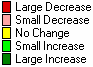 Large Decrease
Small Decrease
No Change
Small Increase
Large Increase